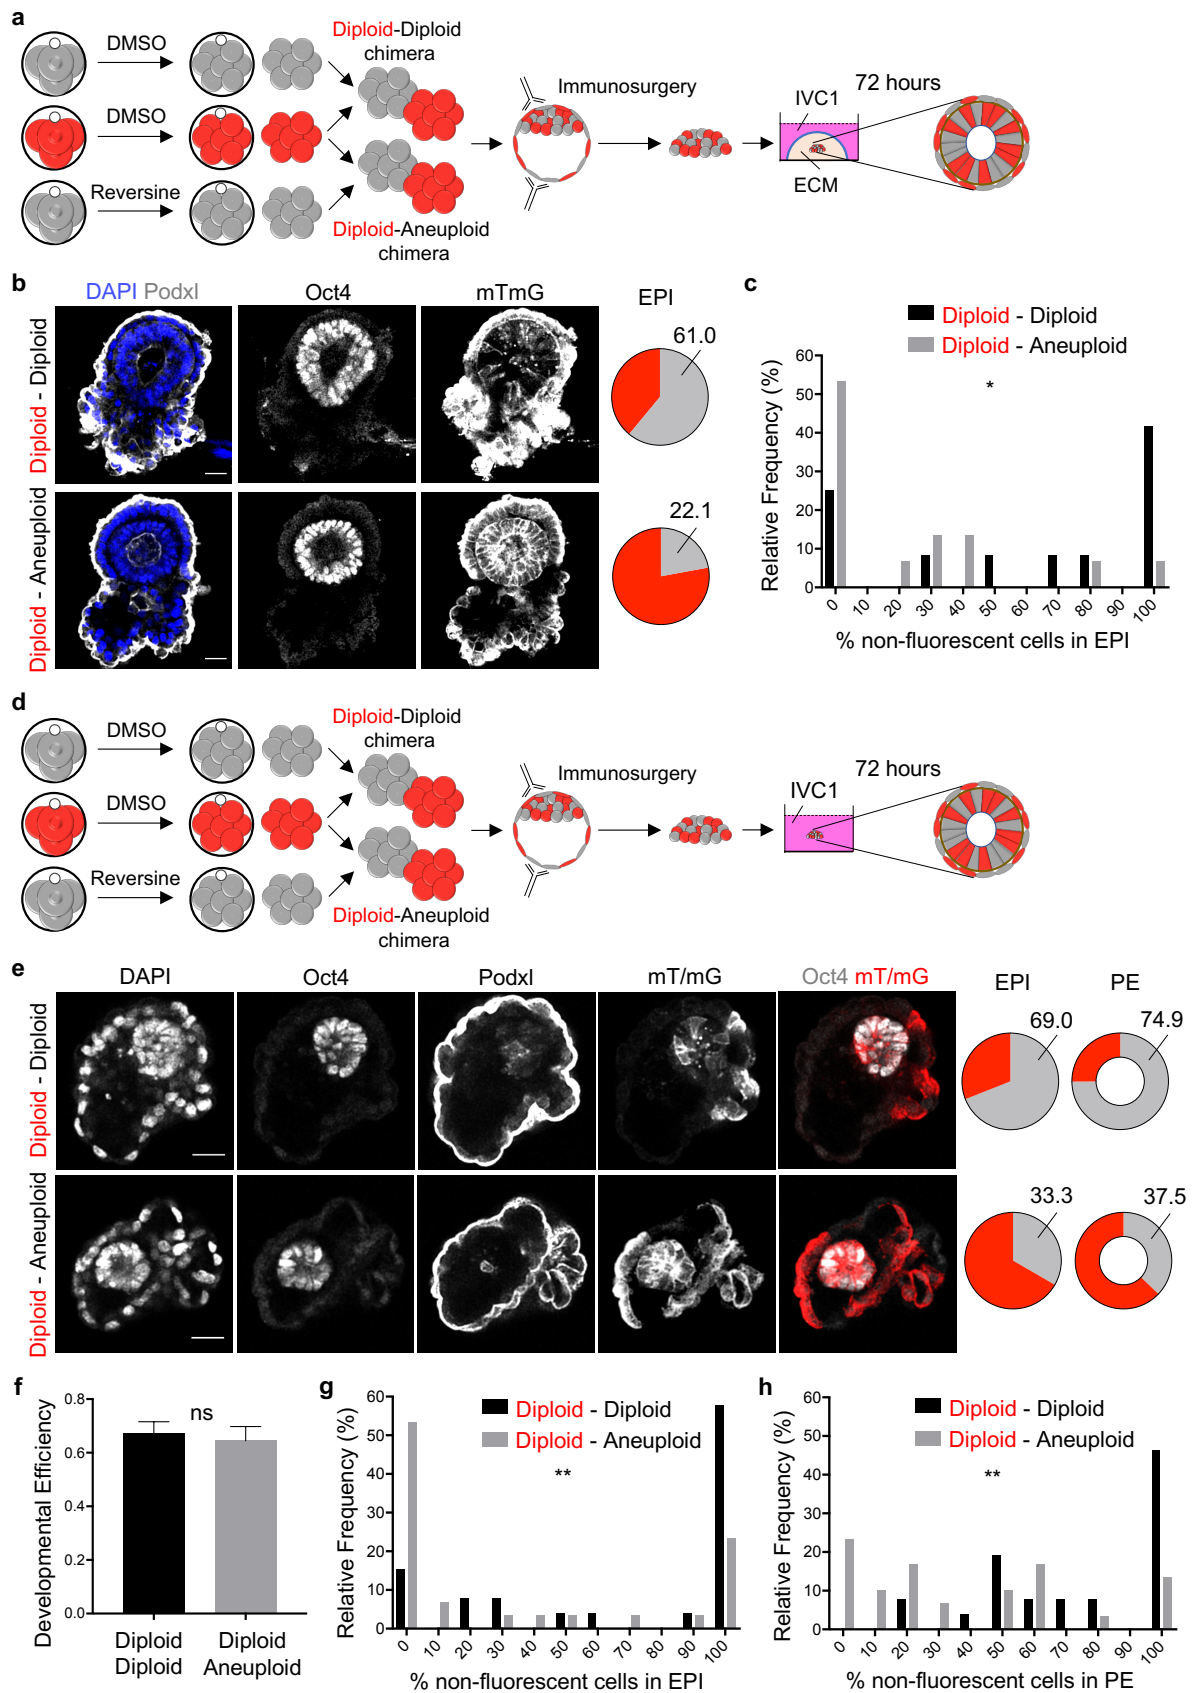 a
DMSO
DMSO
Reversine
Diploid-Diploid
chimera
Diploid-Aneuploid
chimera
Immunosurgery
IVC1
ECM
72 hours
b
DAPI Podxl
Oct4
mTmG
EPI
Diploid - Diploid
61.0
Diploid - Aneuploid
22.1
c
Diploid - Diploid
Diploid - Aneuploid
*
Relative Frequency (%)
60
50
40
30
20
10
0
0 10 20 30 40 50 60 70 80 90 100
% non-fluorescent cells in EPI
d
DMSO
DMSO
Reversine
Diploid-Diploid
chimera
Diploid-Aneuploid
chimera
Immunosurgery
IVC1
72 hours
e
DAPI
Oct4
Podxl
mT/mG
Oct4 mT/mG
EPI
PE
Diploid - Diploid
69.0
74.9
Diploid - Aneuploid
33.3
37.5
f
Developmental Efficiency
0.8
0.6
0.4
0.2
0.0
ns
Diploid
Diploid
Diploid
Aneuploid
g
Diploid - Diploid
Diploid - Aneuploid
**
Relative Frequency (%)
60
50
40
30
20
10
0
0 10 20 30 40 50 60 70 80 90 100
% non-fluorescent cells in EPI
h
Diploid - Diploid
Diploid - Aneuploid
**
Relative Frequency (%)
60
50
40
30
20
10
0
0 10 20 30 40 50 60 70 80 90 100
% non-fluorescent cells in PE